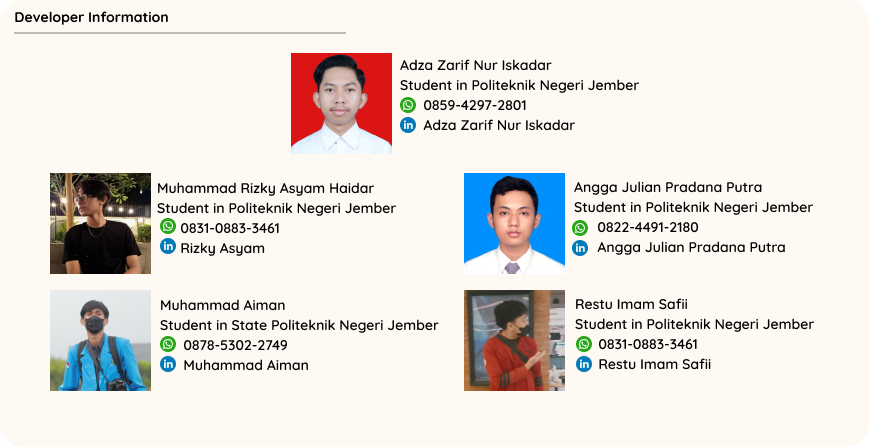 Developer Information
Adza Zarif Nur Iskadar
Student in Politeknik Negeri Jember
0859-4297-2801
Adza Zarif Nur Iskadar
Muhammad Rizky Asyam Haidar
Student in Politeknik Negeri Jember
0831-0883-3461
Rizky Asyam
Angga Julian Pradana Putra
Student in Politeknik Negeri Jember
0822-4491-2180
Angga Julian Pradana Putra
Muhammad Aiman
Student in State Politeknik Negeri Jember
0878-5302-2749
Muhammad Aiman
Restu Imam Safii
Student in Politeknik Negeri Jember
0831-0883-3461
Restu Imam Safii